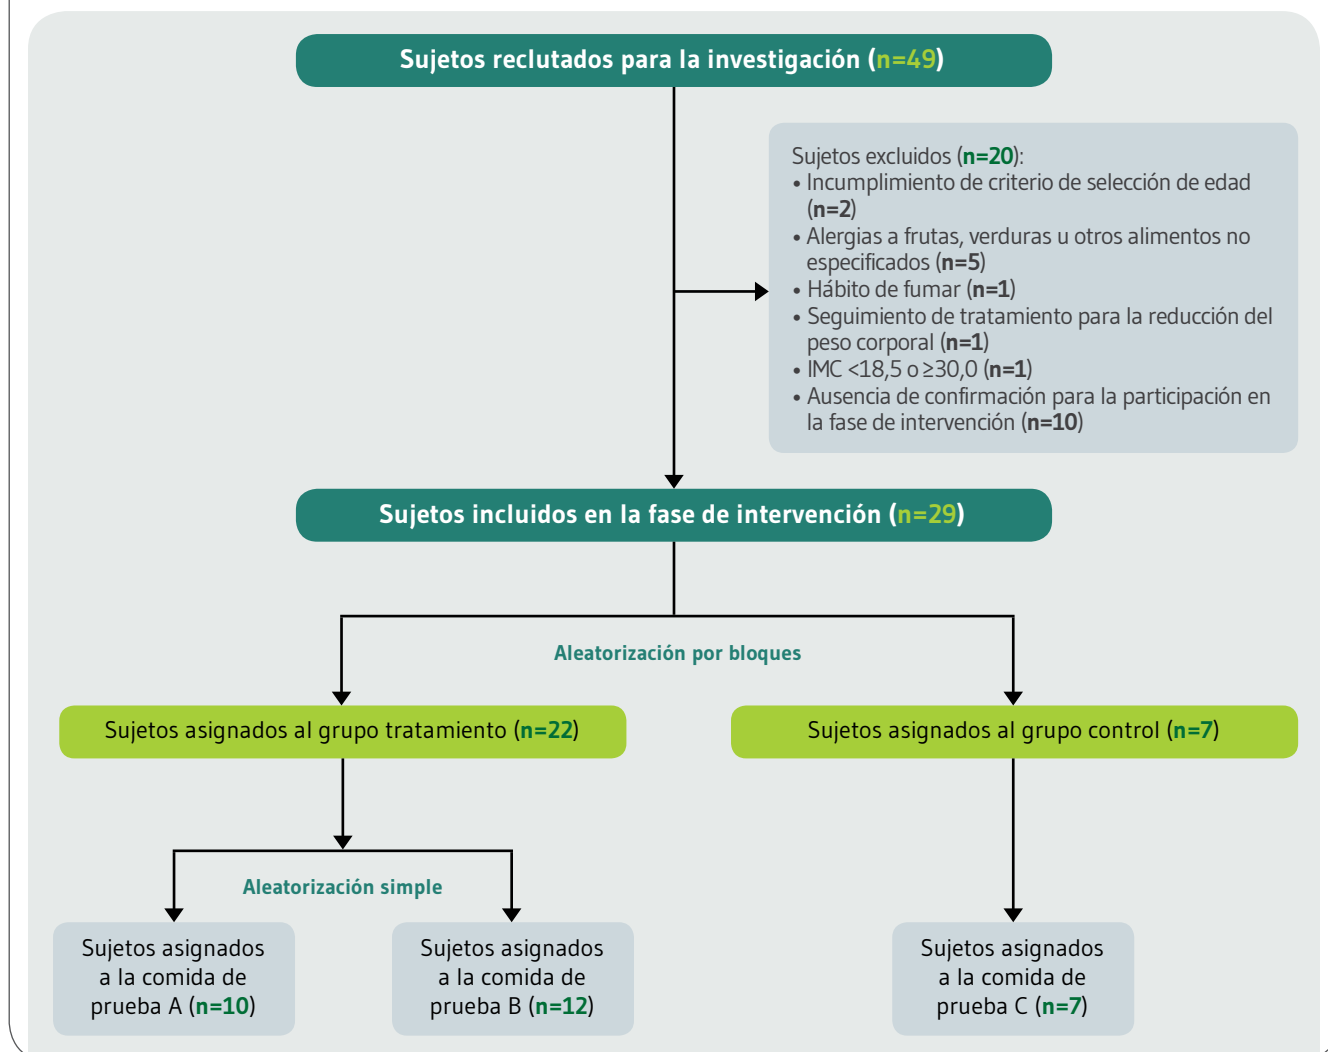 Sujetos reclutados para la investigación (n=49)
Sujetos excluidos (n=20):
• Incumplimiento de criterio de selección de edad
(n=2)
• Alergias a frutas, verduras u otros alimentos no
especificados (n=5)
• Hábito de fumar (n=1)
• Seguimiento de tratamiento para la reducción del
peso corporal (n=1)
• IMC <18,5 o ≥30,0 (n=1)
• Ausencia de confirmación para la participación en
la fase de intervención (n=10)
Sujetos incluidos en la fase de intervención (n=29)
Aleatorización por bloques
Sujetos asignados al grupo tratamiento (n=22)
Sujetos asignados al grupo control (n=7)
Aleatorización simple
Sujetos asignados
a la comida de
prueba A (n=10)
Sujetos asignados
a la comida de
prueba B (n=12)
Sujetos asignados
a la comida de
prueba C (n=7)